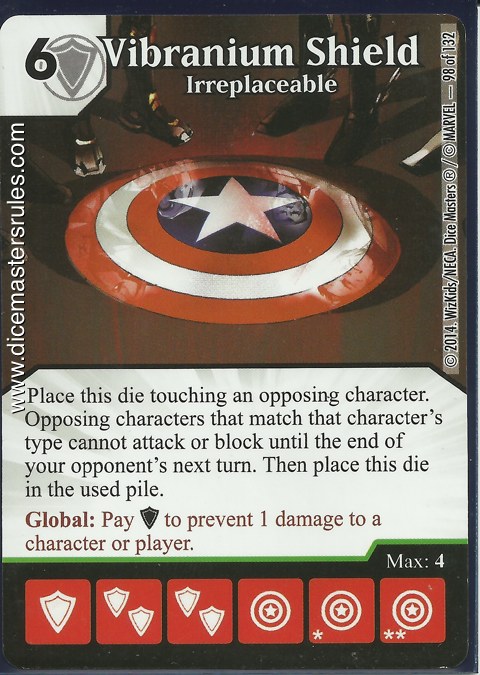 6 Vibranium Shield
Irreplaceable
www.dicemastersrules.com
© 2014. WizKids/NECA. Dice Masters ® / © MARVEL — 98 of 132
Place this die touching an opposing character.
Opposing characters that match that character's
type cannot attack or block until the end of
your opponent's next turn. Then place this die
in the used pile.
Global: Pay to prevent 1 damage to a
character or player.
Max: 4
* **